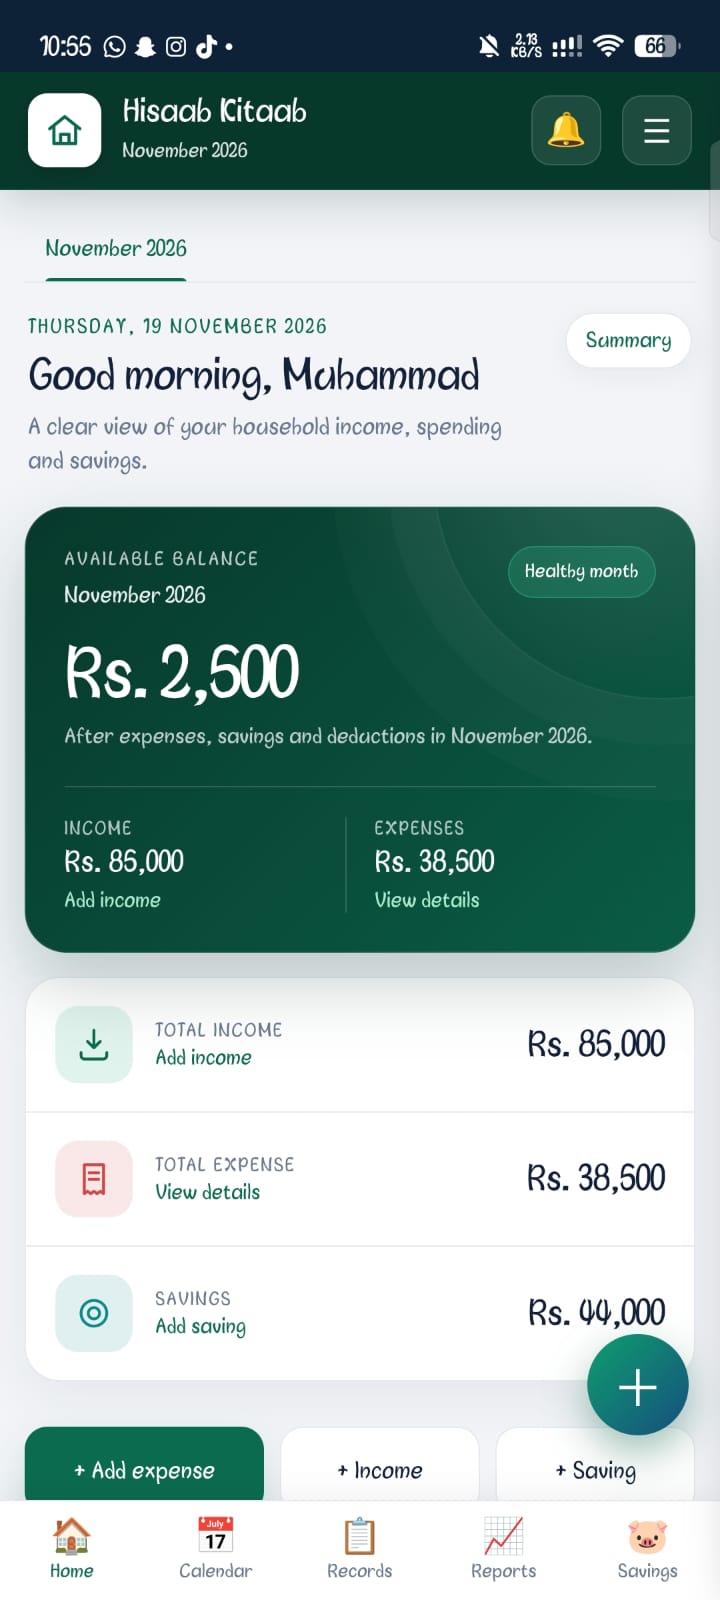 10:56
2.13
KB/S
66
Hisaab Kitaab
November 2026
November 2026
THURSDAY, 19 NOVEMBER 2026
Summary
Good morning, Muhammad
A clear view of your household income, spending
and savings.
AVAILABLE BALANCE
November 2026
Healthy month
Rs. 2,500
After expenses, savings and deductions in November 2026.
INCOME
Rs. 85,000
Add income
EXPENSES
Rs. 38,500
View details
TOTAL INCOME
Add income
Rs. 85,000
TOTAL EXPENSE
View details
Rs. 38,500
SAVINGS
Add saving
Rs. 44,000
+ Add expense
+ Income
+ Saving
July
17
Home
Calendar
Records
Reports
Savings